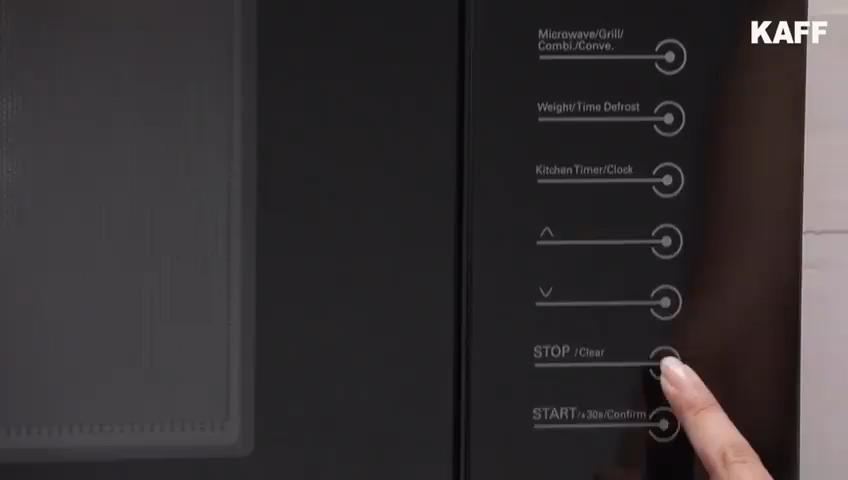 KAFF
Microwave/Grill/
Combi./Conve.
Weight/Time Defrost
Kitchen Timer/Clock
STOP /Clear
START/+30s/Confirm